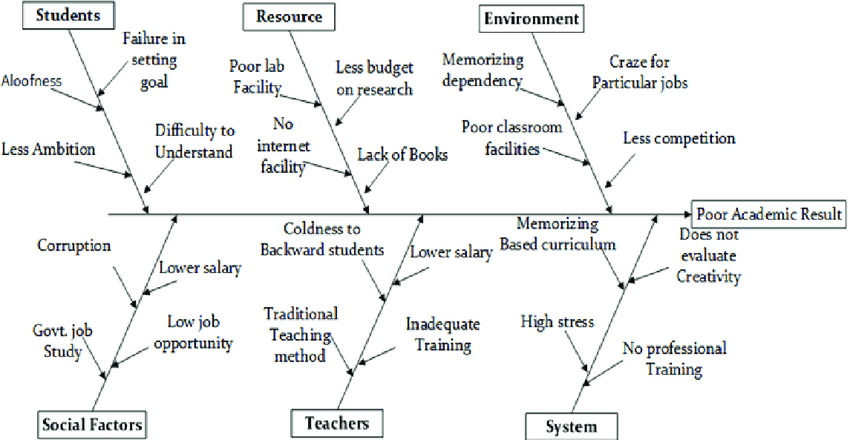 Students
Resource
Environment
Failure in
setting
goal
Aloofness
Less Ambition
Difficulty to
Understand
Poor lab
Facility
Less budget
on research
No
internet
facility
Lack of Books
Memorizing
dependency
Craze for
Particular jobs
Poor classroom
facilities
Less competition
Poor Academic Result
Corruption
Lower salary
Govt. job
Study
Low job
opportunity
Coldness to
Backward students
Lower salary
Traditional
Teaching
method
Inadequate
Training
Memorizing
Based curriculum
Does not
evaluate
Creativity
High stress
No professional
Training
Social Factors
Teachers
System